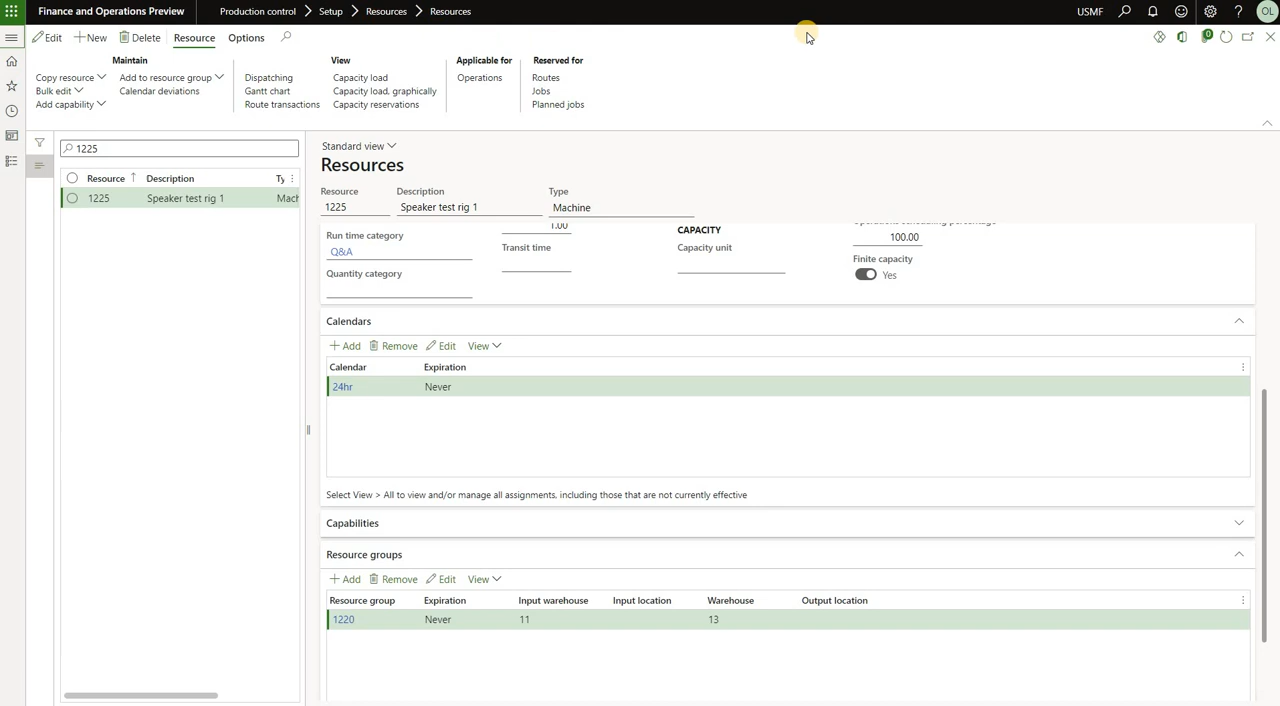 Finance and Operations Preview Production control > Setup > Resources > Resources USMF ? OL
Edit + New Delete Resource Options 0
Maintain View Applicable for Reserved for
Copy resource Add to resource group Dispatching Capacity load Operations Routes
Bulk edit Calendar deviations Gantt chart Capacity load, graphically Jobs
Add capability Route transactions Capacity reservations Planned jobs
1225
Resource ↑ Description Ty
1225 Speaker test rig 1 Mach
Standard view
Resources
Resource Description Type
1225 Speaker test rig 1 Machine
Operations scheduling percentage
1.00 CAPACITY
Run time category 100.00
Q&A Transit time Capacity unit
Finite capacity
Quantity category Yes
Calendars
+ Add Remove Edit View
Calendar Expiration
24hr Never
Select View > All to view and/or manage all assignments, including those that are not currently effective
Capabilities
Resource groups
+ Add Remove Edit View
Resource group Expiration Input warehouse Input location Warehouse Output location
1220 Never 11 13